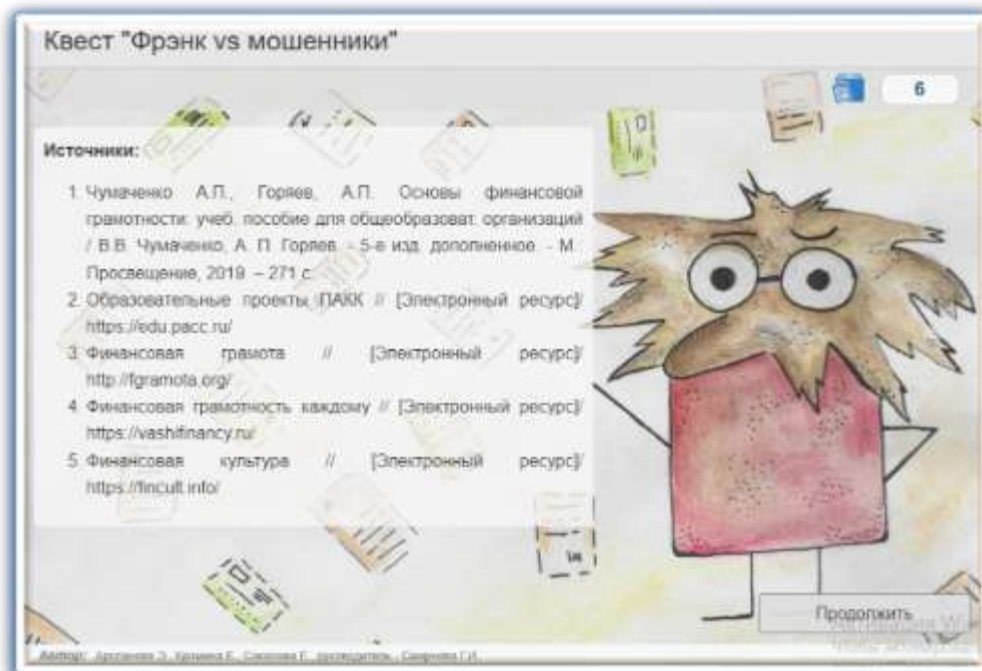 Квест "Фрэнк vs мошенники"
6
Источники:
1. Чумаченко А.П., Горяев, А.П. Основы финансовой
грамотности: учеб. пособие для общеобразоват. организаций
/ В.В. Чумаченко, А. П. Горяев. - 5-е изд. дополненное. - М.:
Просвещение, 2019. – 271 с.
2. Образовательные проекты ПАКК // [Электронный ресурс]/
https://edu.pacc.ru/
3. Финансовая грамота // [Электронный ресурс]/
http://fgramota.org/
4. Финансовая грамотность каждому // [Электронный ресурс]/
https://vashifinancy.ru/
5. Финансовая культура // [Электронный ресурс]/
https://fincult.info/
Продолжить
Автор: Е., Соколова Е., руководитель: Смирнова Г.И.